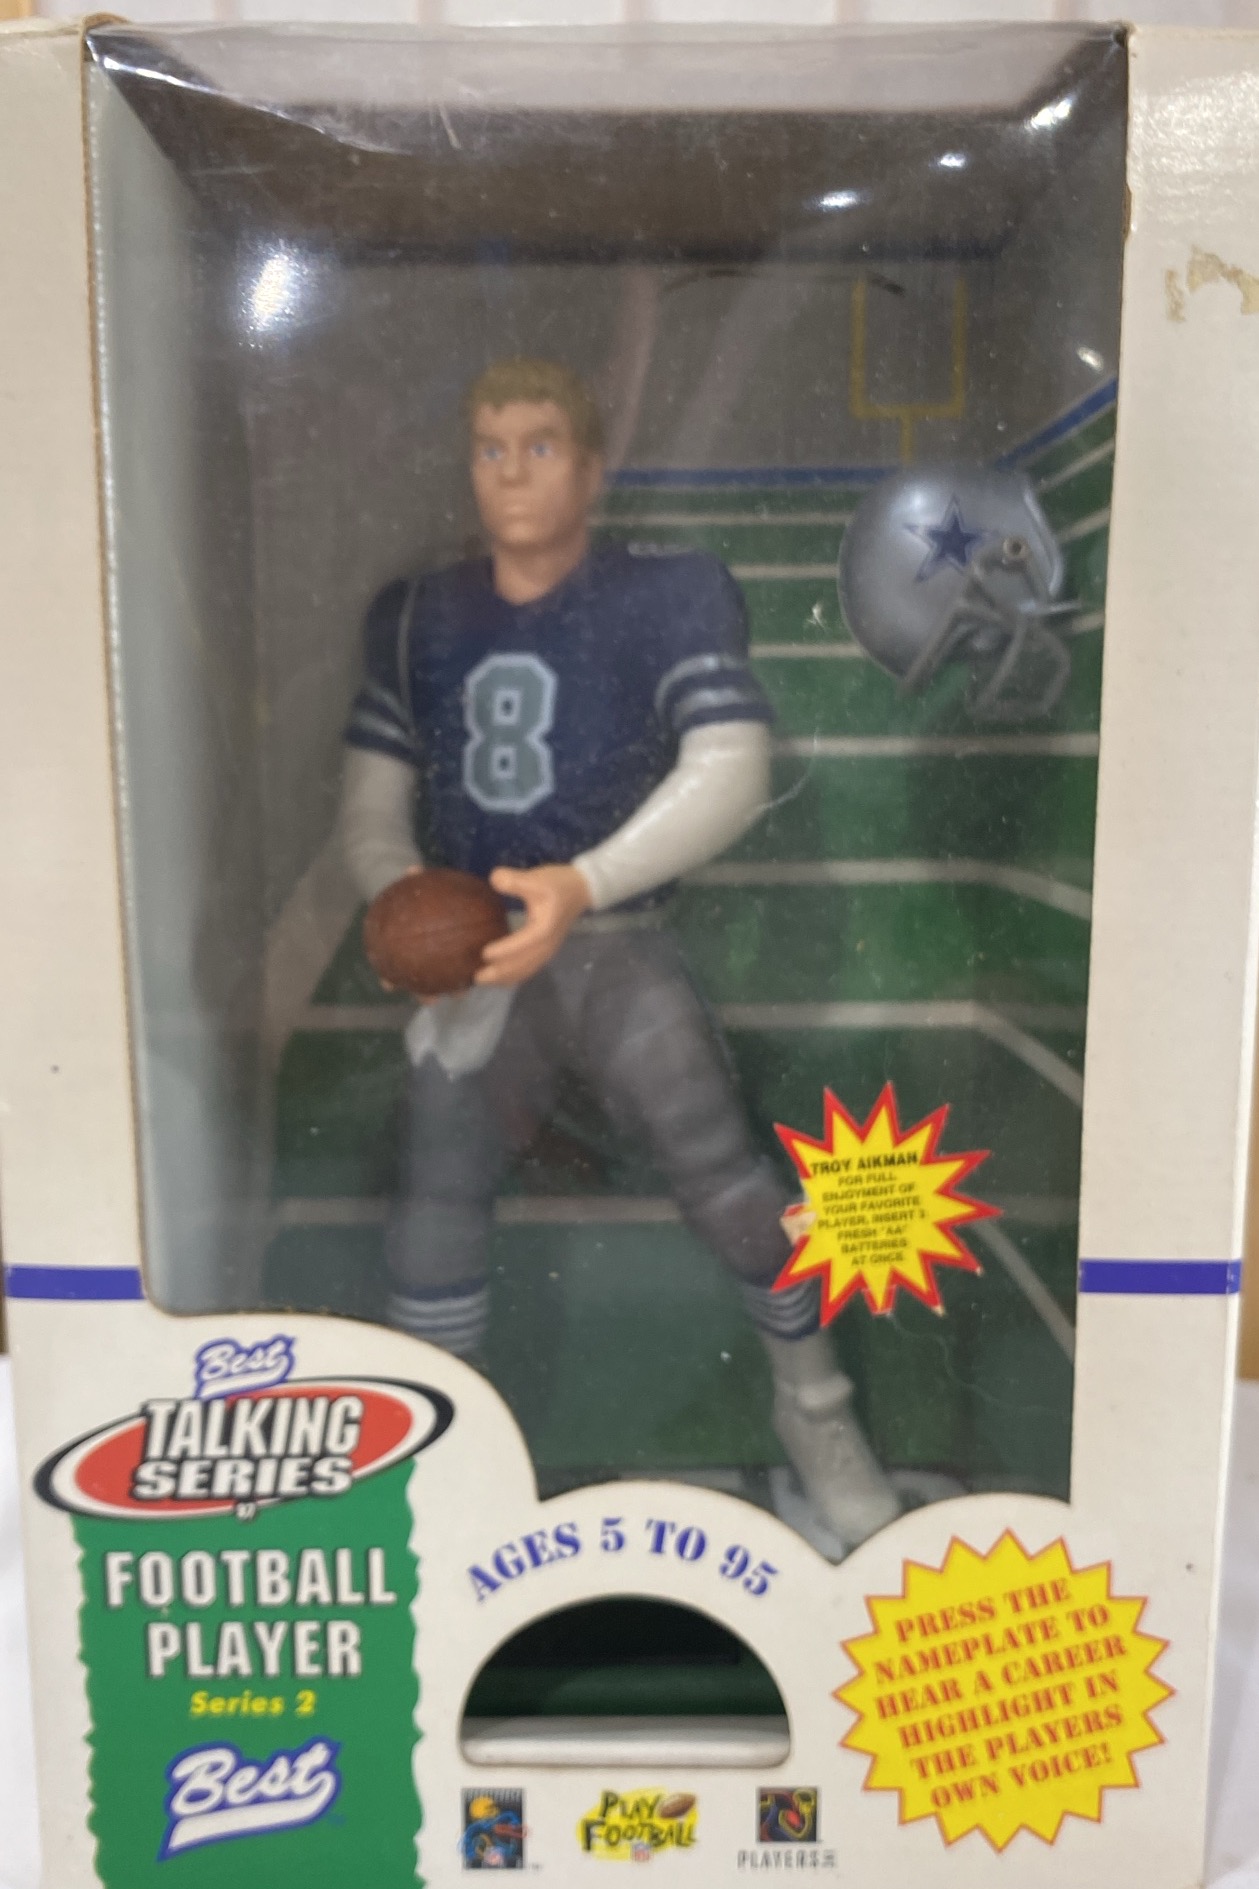 8
TROY AIKMAN
FOR FULL
ENJOYMENT OF
YOUR FAVORITE
PLAYER, INSERT 3
FRESH "AA"
BATTERIES
AT ONCE
Best
TALKING
SERIES
FOOTBALL
PLAYER
Series 2
Best
AGES 5 TO 95
PRESS THE
NAMEPLATE TO
HEAR A CAREER
HIGHLIGHT IN
THE PLAYERS
OWN VOICE!
PLAY
FOOTBALL
PLAYERS